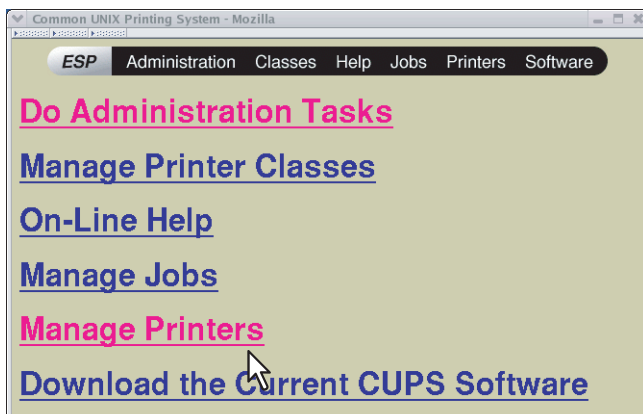 Common UNIX Printing System - Mozilla
ESP Administration Classes Help Jobs Printers Software
Do Administration Tasks
Manage Printer Classes
On-Line Help
Manage Jobs
Manage Printers
Download the Current CUPS Software